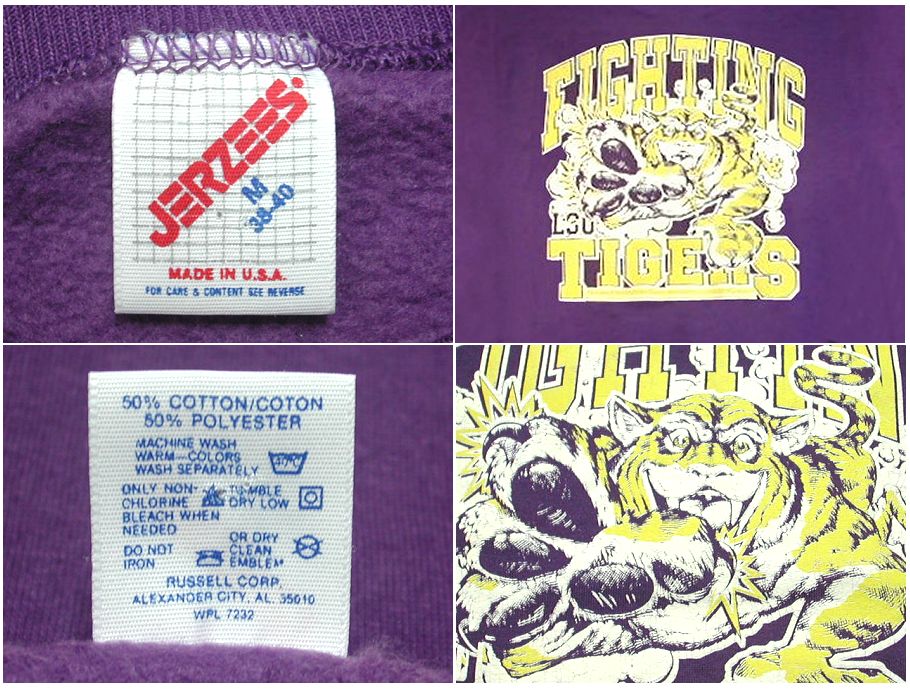 JERZEES
M
38-40
MADE IN U.S.A.
FOR CARE & CONTENT SEE REVERSE
FIGHTING
LSU
TIGERS
50% COTTON/COTON
50% POLYESTER
MACHINE WASH
WARM—COLORS
WASH SEPARATELY
ONLY NON- TUMBLE
CHLORINE DRY LOW
BLEACH WHEN
NEEDED
DO NOT
IRON
OR DRY
CLEAN
EMBLEM
RUSSELL CORP.
ALEXANDER CITY, AL. 35010
WPL 7232
FIGHTIN